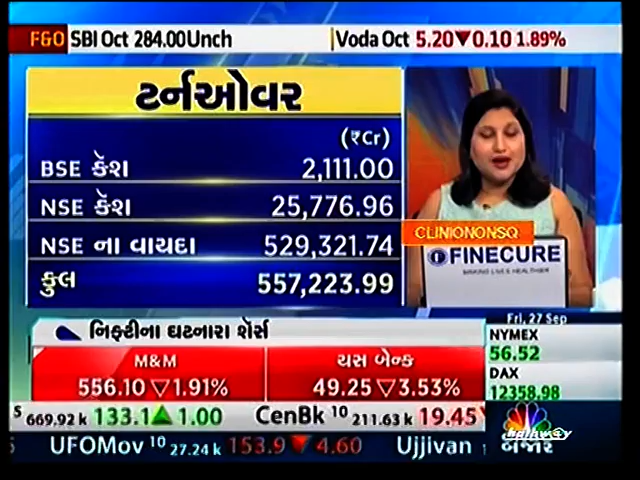 F&O SBI Oct 284.00Unch Voda Oct 5.20▼0.10 1.89%
ટર્નઓવર
(₹Cr)
BSE કેશ 2,111.00
NSE કેશ 25,776.96
NSE ના વાયદા 529,321.74
કુલ 557,223.99
CLINIONONSQ
FINECURE
MAKING LIVES HEALTHIER
Fri, 27 Sep
નિફ્ટીના ઘટનારા શેર્સ
M&M
556.10▽1.91%
યસ બેન્ક
49.25▽3.53%
NYMEX
56.52
DAX
12358.98
S 669.92 k 133.1▲1.00 CenBk 10 211.63 k 19.45
UFOMov 10 27.24 k 153.9▼4.60 Ujjivan
hathway
બજાર